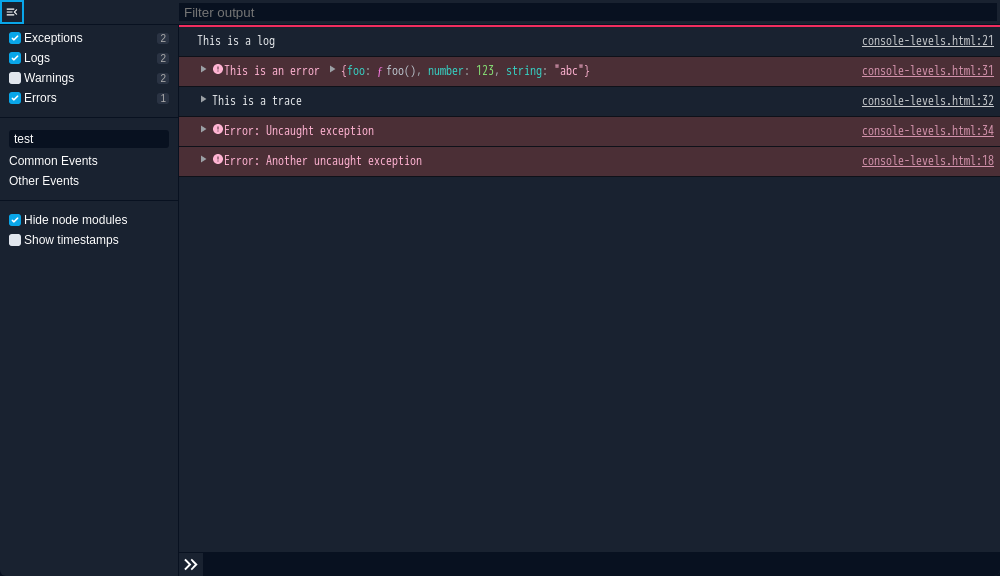 Filter output
Exceptions 2
Logs 2
Warnings 2
Errors 1
test
Common Events
Other Events
Hide node modules
Show timestamps
This is a log console-levels.html:21
This is an error {foo: ƒ foo(), number: 123, string: "abc"} console-levels.html:31
This is a trace console-levels.html:32
Error: Uncaught exception console-levels.html:34
Error: Another uncaught exception console-levels.html:18